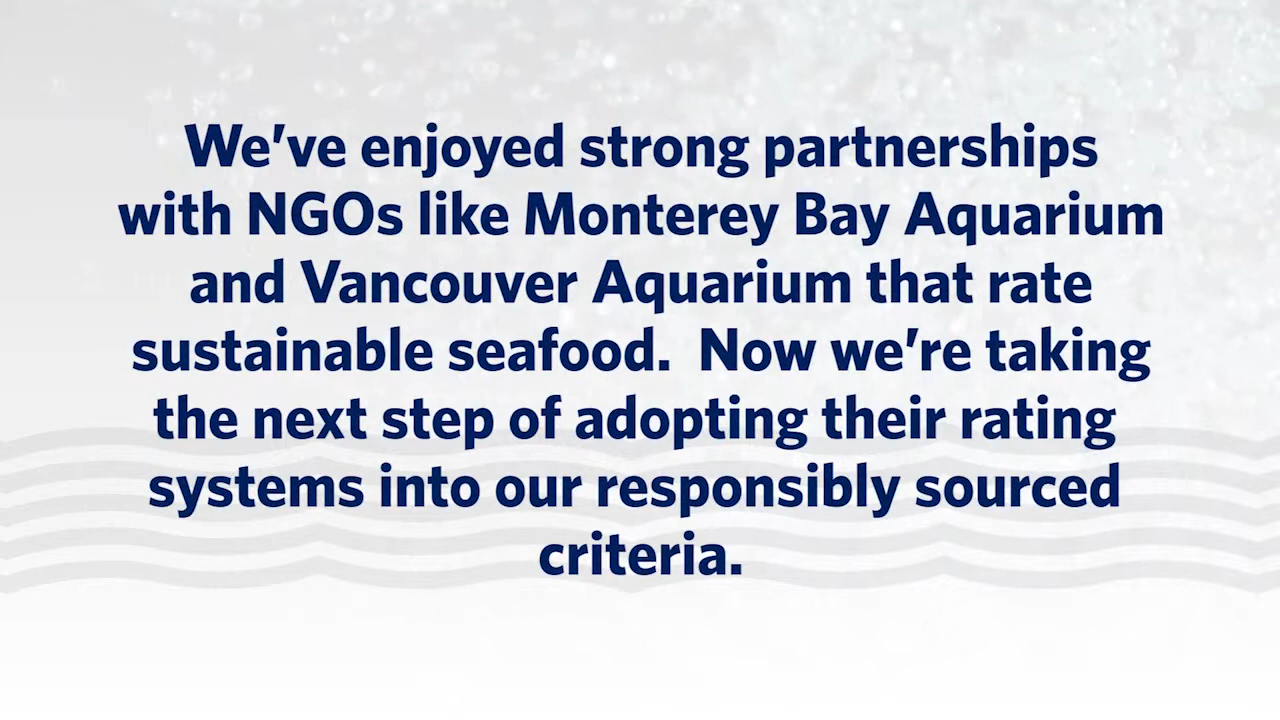 We’ve enjoyed strong partnerships
with NGOs like Monterey Bay Aquarium
and Vancouver Aquarium that rate
sustainable seafood.  Now we’re taking
the next step of adopting their rating
systems into our responsibly sourced
criteria.